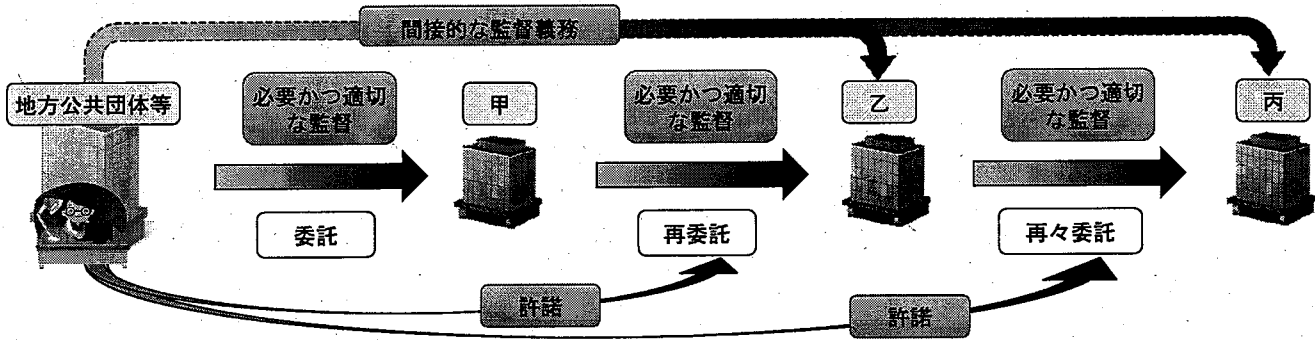 間接的な監督義務
地方公共団体等
必要かつ適切
な監督
甲
必要かつ適切
な監督
乙
必要かつ適切
な監督
丙
委託
再委託
再々委託
許諾
許諾